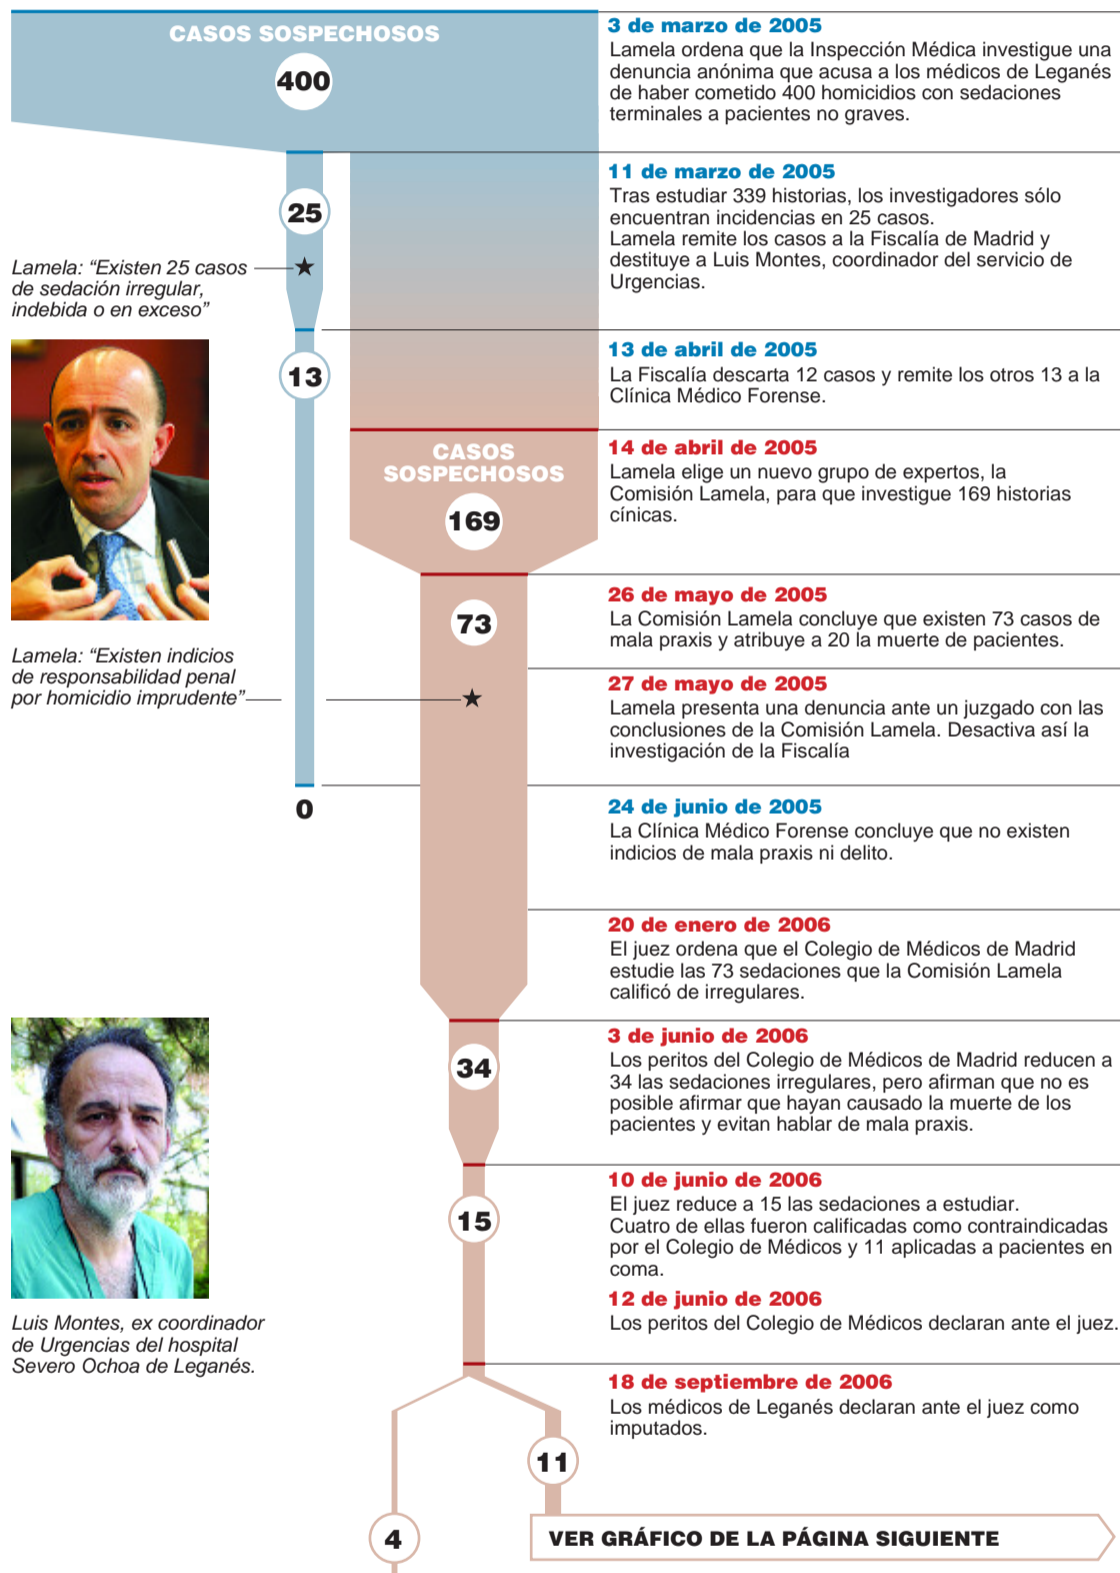 CASOS SOSPECHOSOS
400
3 de marzo de 2005
Lamela ordena que la Inspección Médica investigue una
denuncia anónima que acusa a los médicos de Leganés
de haber cometido 400 homicidios con sedaciones
terminales a pacientes no graves.
25
11 de marzo de 2005
Tras estudiar 339 historias, los investigadores sólo
encuentran incidencias en 25 casos.
Lamela remite los casos a la Fiscalía de Madrid y
destituye a Luis Montes, coordinador del servicio de
Urgencias.
Lamela: “Existen 25 casos
de sedación irregular,
indebida o en exceso”
13
13 de abril de 2005
La Fiscalía descarta 12 casos y remite los otros 13 a la
Clínica Médico Forense.
CASOS
SOSPECHOSOS
169
14 de abril de 2005
Lamela elige un nuevo grupo de expertos, la
Comisión Lamela, para que investigue 169 historias
cínicas.
73
26 de mayo de 2005
La Comisión Lamela concluye que existen 73 casos de
mala praxis y atribuye a 20 la muerte de pacientes.
Lamela: “Existen indicios
de responsabilidad penal
por homicidio imprudente”
27 de mayo de 2005
Lamela presenta una denuncia ante un juzgado con las
conclusiones de la Comisión Lamela. Desactiva así la
investigación de la Fiscalía
0
24 de junio de 2005
La Clínica Médico Forense concluye que no existen
indicios de mala praxis ni delito.
20 de enero de 2006
El juez ordena que el Colegio de Médicos de Madrid
estudie las 73 sedaciones que la Comisión Lamela
calificó de irregulares.
34
3 de junio de 2006
Los peritos del Colegio de Médicos de Madrid reducen a
34 las sedaciones irregulares, pero afirman que no es
posible afirmar que hayan causado la muerte de los
pacientes y evitan hablar de mala praxis.
15
10 de junio de 2006
El juez reduce a 15 las sedaciones a estudiar.
Cuatro de ellas fueron calificadas como contraindicadas
por el Colegio de Médicos y 11 aplicadas a pacientes en
coma.
12 de junio de 2006
Los peritos del Colegio de Médicos declaran ante el juez.
Luis Montes, ex coordinador
de Urgencias del hospital
Severo Ochoa de Leganés.
18 de septiembre de 2006
Los médicos de Leganés declaran ante el juez como
imputados.
11
4
VER GRÁFICO DE LA PÁGINA SIGUIENTE